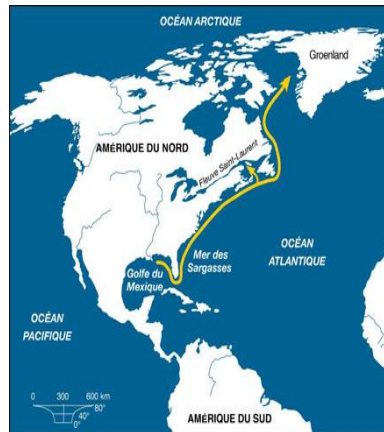 OCÉAN ARCTIQUE
Groenland
AMÉRIQUE DU NORD
Fleuve Saint-Laurent
Mer des
Sargasses
OCÉAN
ATLANTIQUE
Golfe du
Mexique
OCÉAN
PACIFIQUE
0 300 600 km
80°
40°
0°
AMÉRIQUE DU SUD